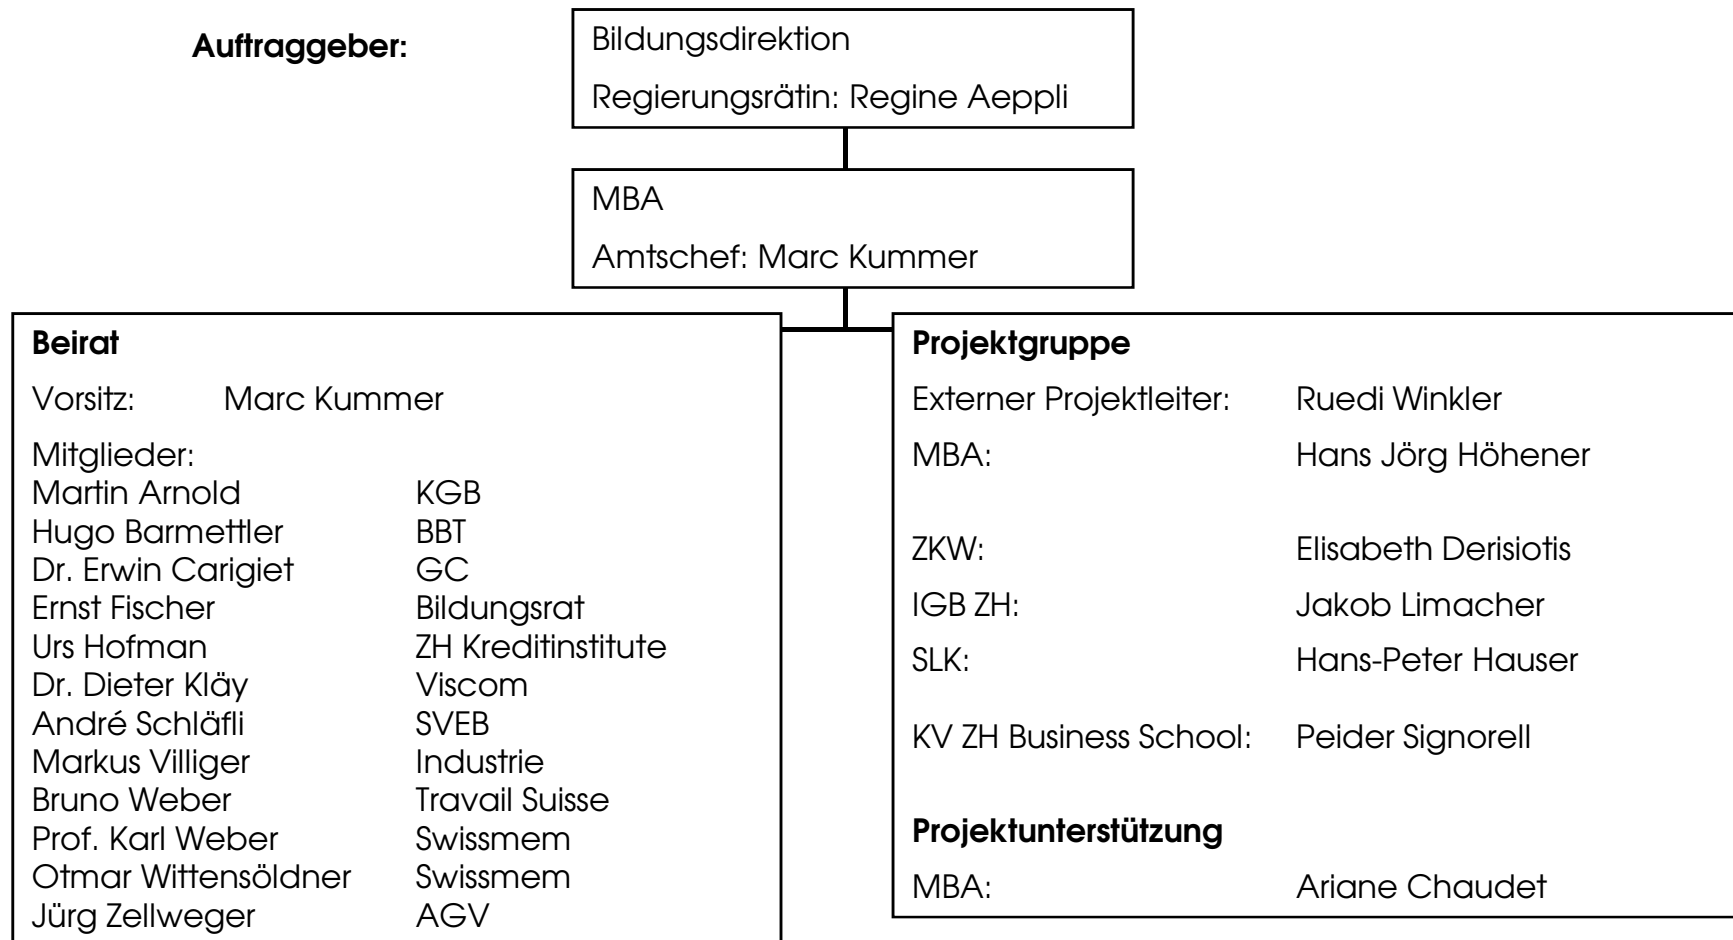 Auftraggeber:
Bildungsdirektion
Regierungsrätin: Regine Aeppli
MBA
Amtschef: Marc Kummer
Beirat
Vorsitz: Marc Kummer
Mitglieder:
Martin Arnold KGB
Hugo Barmettler BBT
Dr. Erwin Carigiet GC
Ernst Fischer Bildungsrat
Urs Hofman ZH Kreditinstitute
Dr. Dieter Kläy Viscom
André Schläfli SVEB
Markus Villiger Industrie
Bruno Weber Travail Suisse
Prof. Karl Weber Swissmem
Otmar Wittensöldner Swissmem
Jürg Zellweger AGV
Projektgruppe
Externer Projektleiter: Ruedi Winkler
MBA: Hans Jörg Höhener
ZKW: Elisabeth Derisiotis
IGB ZH: Jakob Limacher
SLK: Hans-Peter Hauser
KV ZH Business School: Peider Signorell
Projektunterstützung
MBA: Ariane Chaudet